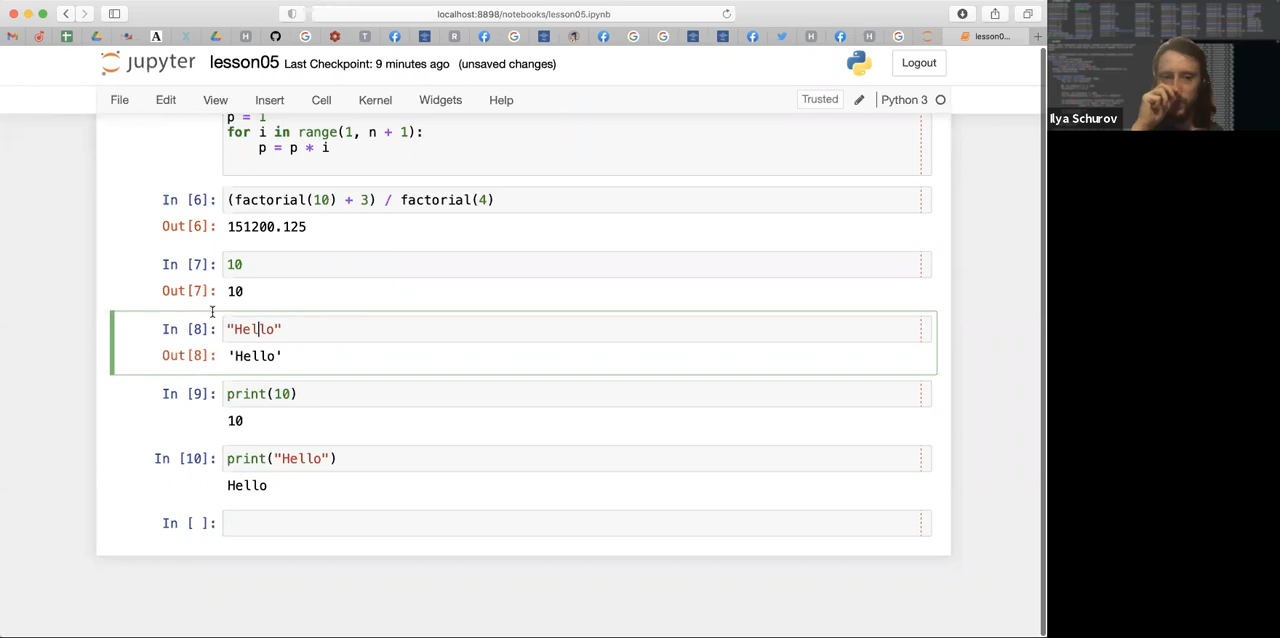 localhost:8898/notebooks/lesson05.ipynb
lesson0...
jupyter lesson05 Last Checkpoint: 9 minutes ago (unsaved changes)
Logout
File Edit View Insert Cell Kernel Widgets Help
Trusted
Python 3
p = 1
for i in range(1, n + 1):
    p = p * i
In [6]: (factorial(10) + 3) / factorial(4)
Out[6]: 151200.125
In [7]: 10
Out[7]: 10
In [8]: "Hello"
Out[8]: 'Hello'
In [9]: print(10)
10
In [10]: print("Hello")
Hello
In [ ]:
Ilya Schurov